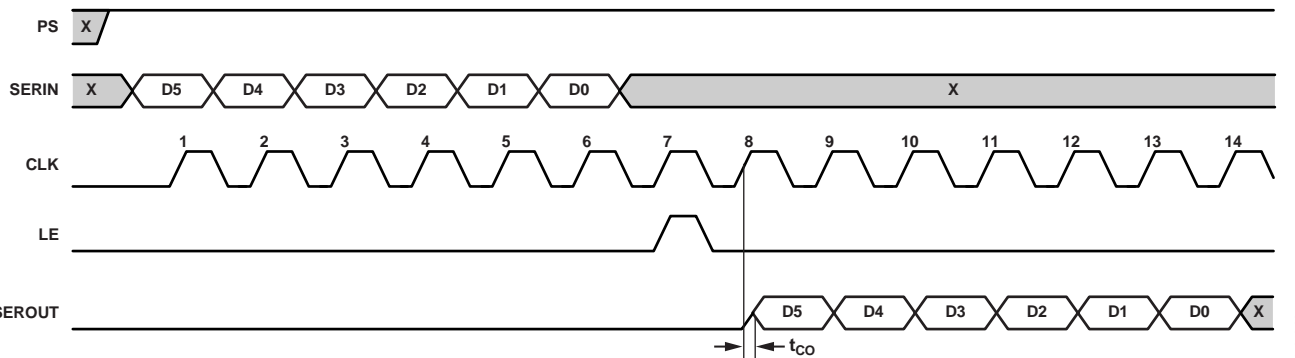 PS X
SERIN X D5 D4 D3 D2 D1 D0 X
1 2 3 4 5 6 7 8 9 10 11 12 13 14
CLK
LE
SEROUT D5 D4 D3 D2 D1 D0 X
tCO